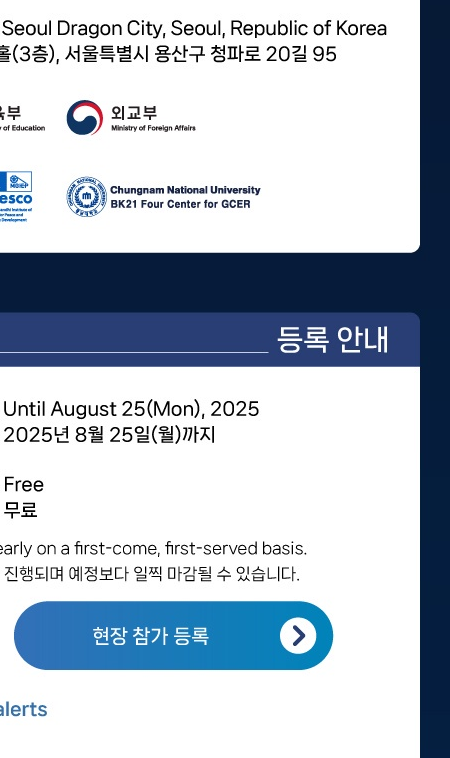 Seoul Dragon City, Seoul, Republic of Korea
홀(3층), 서울특별시 용산구 청파로 20길 95
육부
of Education
외교부
Ministry of Foreign Affairs
MGIEP
esco
Chungnam National University
BK21 Four Center for GCER
등록 안내
Until August 25(Mon), 2025
2025년 8월 25일(월)까지
Free
무료
early on a first-come, first-served basis.
진행되며 예정보다 일찍 마감될 수 있습니다.
현장 참가 등록
alerts